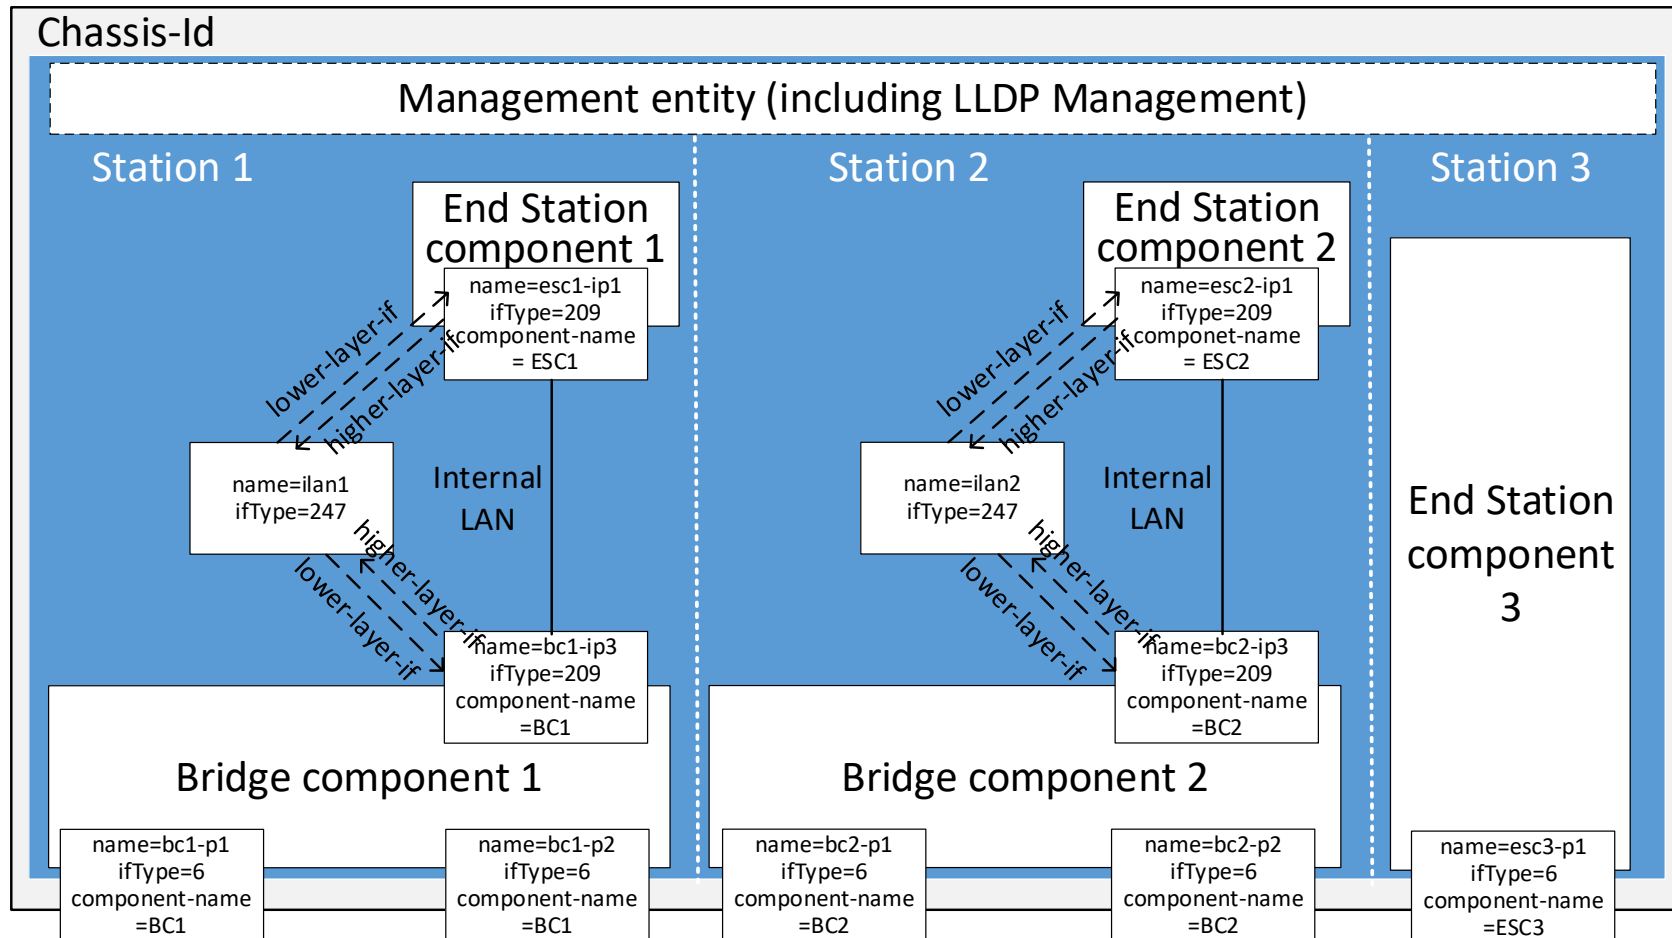 Chassis-Id
Management entity (including LLDP Management)
Station 1
Station 2
Station 3
End Station
component 1
name=esc1-ip1
ifType=209
component-name
= ESC1
lower-layer-if
higher-layer-if
name=ilan1
ifType=247
Internal
LAN
higher-layer-if
lower-layer-if
name=bc1-ip3
ifType=209
component-name
=BC1
Bridge component 1
name=bc1-p1
ifType=6
component-name
=BC1
name=bc1-p2
ifType=6
component-name
=BC1
End Station
component 2
name=esc2-ip1
ifType=209
componet-name
= ESC2
lower-layer-if
higher-layer-if
name=ilan2
ifType=247
Internal
LAN
higher-layer-if
lower-layer-if
name=bc2-ip3
ifType=209
component-name
=BC2
Bridge component 2
name=bc2-p1
ifType=6
component-name
=BC2
name=bc2-p2
ifType=6
component-name
=BC2
End Station
component
3
name=esc3-p1
ifType=6
component-name
=ESC3